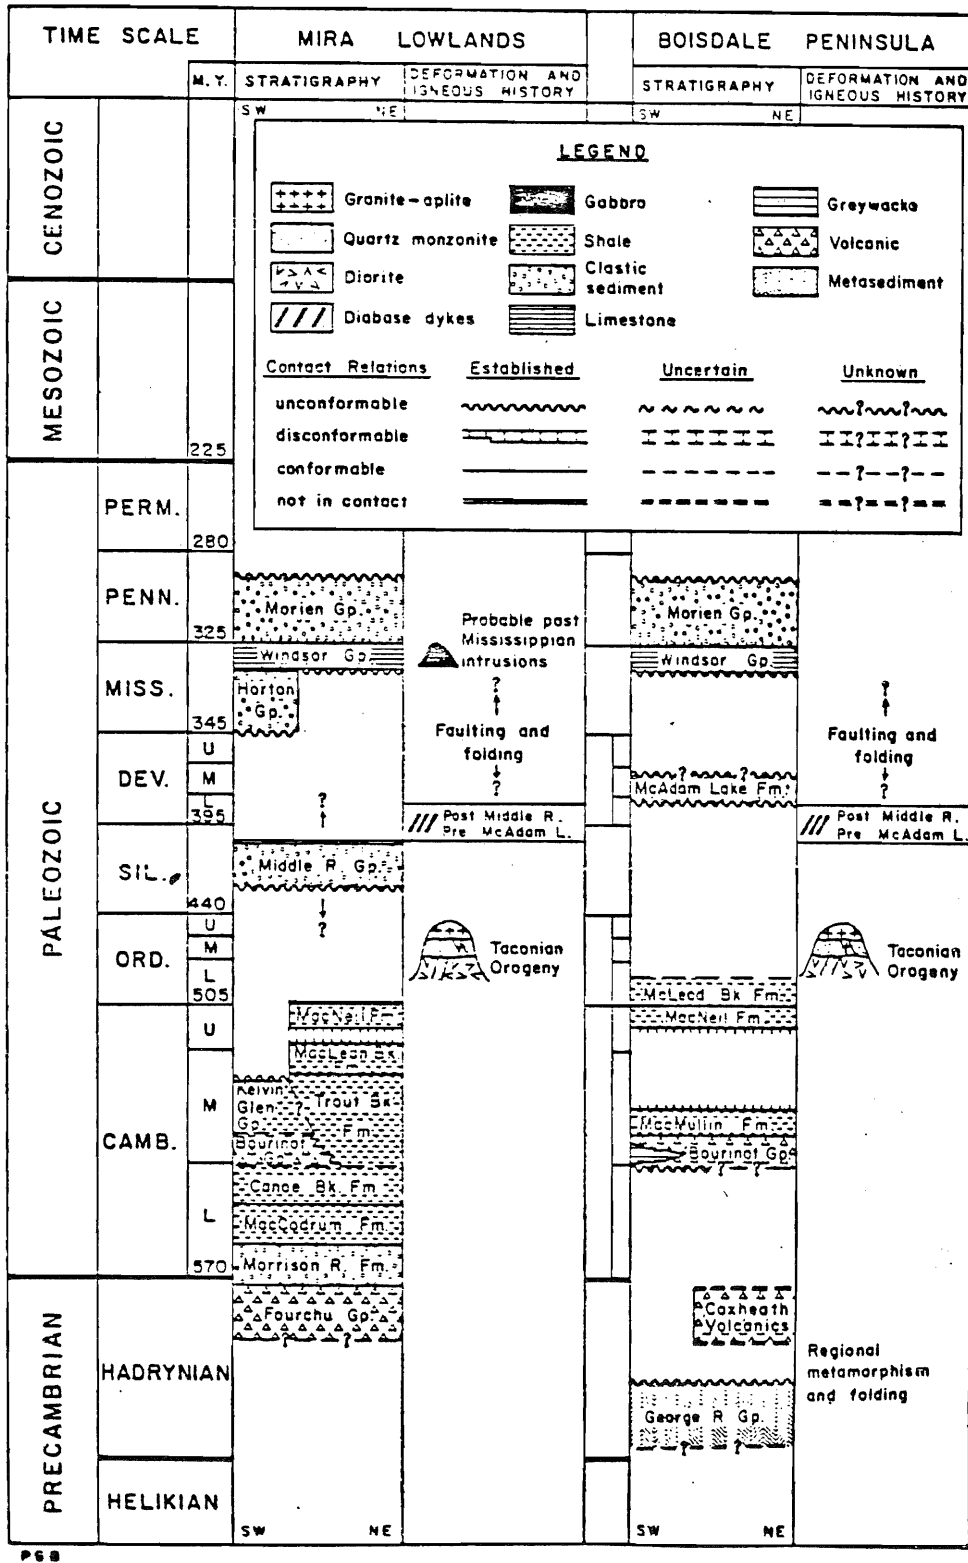 TIME SCALE
MIRA LOWLANDS
BOISDALE PENINSULA
M.Y.
STRATIGRAPHY
DEFORMATION AND
IGNEOUS HISTORY
STRATIGRAPHY
DEFORMATION AND
IGNEOUS HISTORY
SW NE
SW NE
LEGEND
Granite-aplite
Gabbro
Greywacke
Quartz monzonite
Shale
Volcanic
Diorite
Clastic
sediment
Metasediment
Diabase dykes
Limestone
Contact Relations
Established
Uncertain
Unknown
unconformable
disconformable
conformable
not in contact
CENOZOIC
MESOZOIC
225
PALEOZOIC
PERM.
280
PENN.
325
Morien Gp.
Morien Gp.
Probable post
Mississippian
intrusions
Windsor Gp.
Windsor Gp.
MISS.
345
Horton
Gp.
?
Faulting and
folding
?
?
Faulting and
folding
?
DEV.
U
M
L
395
?
? ?
McAdam Lake Fm.
Post Middle R.
Pre McAdam L.
Post Middle R.
Pre McAdam L.
SIL.
440
Middle R. Gp.
?
ORD.
U
M
L
505
Taconian
Orogeny
Taconian
Orogeny
McLeod Bk Fm.
CAMB.
U
M
L
570
MacNeil Fm.
MacNeil Fm.
MacLean Bk
Fm.
Kelvin
Glen
Gp.
?
Trout Bk
Fm.
MacMullin Fm.
Bourinot
Gp.
Bourinot Gp.
? ?
Canoe Bk. Fm
MacCodrum Fm.
Morrison R. Fm.
PRECAMBRIAN
HADRYNIAN
Fourchu Gp.
? ?
Coxheath
Volcanics
Regional
metamorphism
and folding
George R Gp.
? ?
HELIKIAN
SW NE
SW NE
PSB